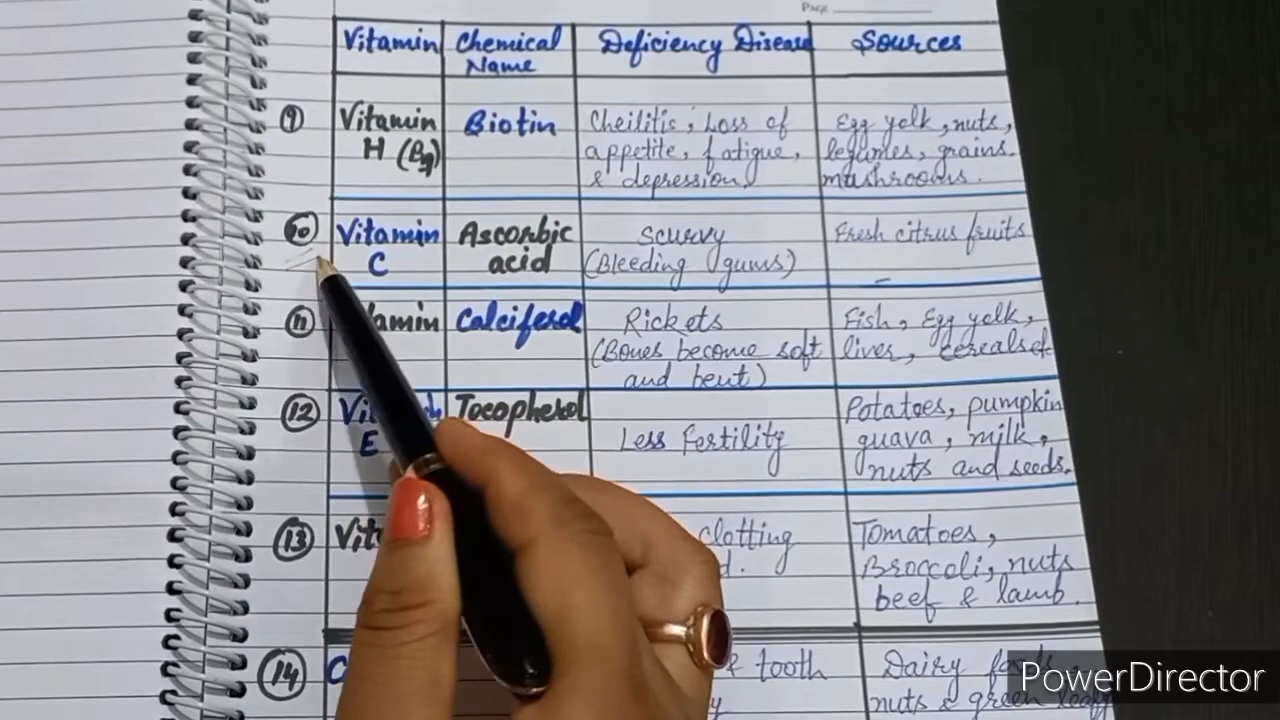 PAGE
Vitamin Chemical Name Deficiency Disease Sources
9 Vitamin H Biotin Cheilitis, Loss of appetite, fatigue, & depression. Egg yolk, nuts, legumes, grains. mushrooms.
10 Vitamin C Ascorbic acid Scurvy (Bleeding gums) Fresh citrus fruits
11 Calciferol Rickets (Bones become soft and bent) Fish, Egg yolk, liver,
12 E Tocopherol Less Fertility Potatoes, pumpkin guava, milk, nuts and seeds.
13 clotting Tomatoes, Broccoli, nuts beef & lamb.
14 & tooth Dairy nuts & green
PowerDirector